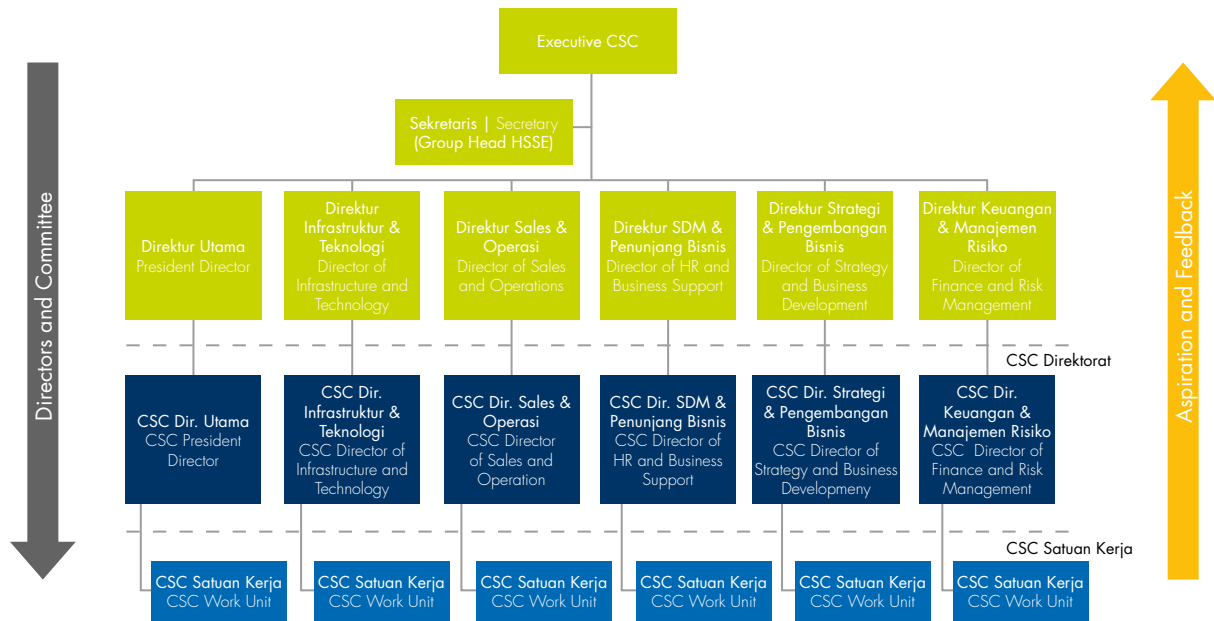 Executive CSC
Sekretaris | Secretary
(Group Head HSSE)
Directors and Committee
Aspiration and Feedback
Direktur Utama
President Director
Direktur
Infrastruktur &
Teknologi
Director of
Infrastructure and
Technology
Direktur Sales &
Operasi
Director of Sales
and Operations
Direktur SDM &
Penunjang Bisnis
Director of HR and
Business Support
Direktur Strategi
& Pengembangan
Bisnis
Director of Strategy
and Business
Development
Direktur Keuangan
& Manajemen
Risiko
Director of
Finance and Risk
Management
CSC Direktorat
CSC Dir. Utama
CSC President
Director
CSC Dir.
Infrastruktur &
Teknologi
CSC Director of
Infrastructure and
Technology
CSC Dir. Sales &
Operasi
CSC Director
of Sales and
Operation
CSC Dir. SDM &
Penunjang Bisnis
CSC Director of
HR and Business
Support
CSC Dir. Strategi
& Pengembangan
Bisnis
CSC Director of
Strategy and Business
Developmeny
CSC Dir.
Keuangan &
Manajemen Risiko
CSC Director of
Finance and Risk
Management
CSC Satuan Kerja
CSC Satuan Kerja
CSC Work Unit
CSC Satuan Kerja
CSC Work Unit
CSC Satuan Kerja
CSC Work Unit
CSC Satuan Kerja
CSC Work Unit
CSC Satuan Kerja
CSC Work Unit
CSC Satuan Kerja
CSC Work Unit